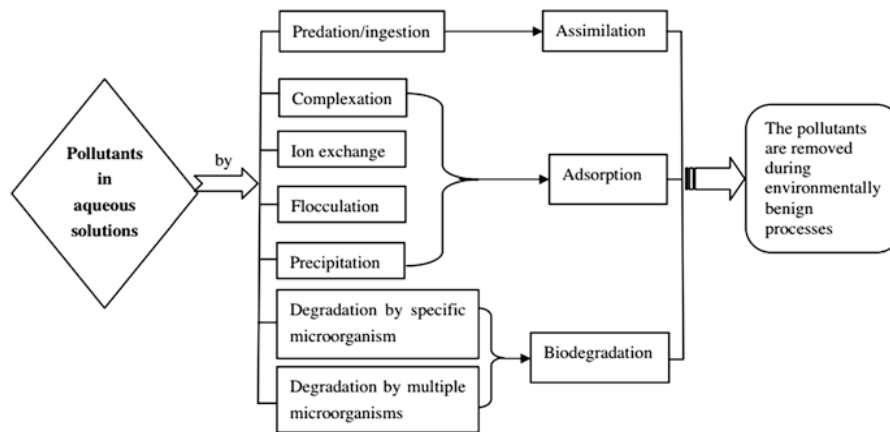 Pollutants
in
aqueous
solutions
by
Predation/ingestion
Assimilation
Complexation
Ion exchange
Flocculation
Precipitation
Adsorption
Degradation by specific
microorganism
Degradation by multiple
microorganisms
Biodegradation
The pollutants
are removed
during
environmentally
benign
processes